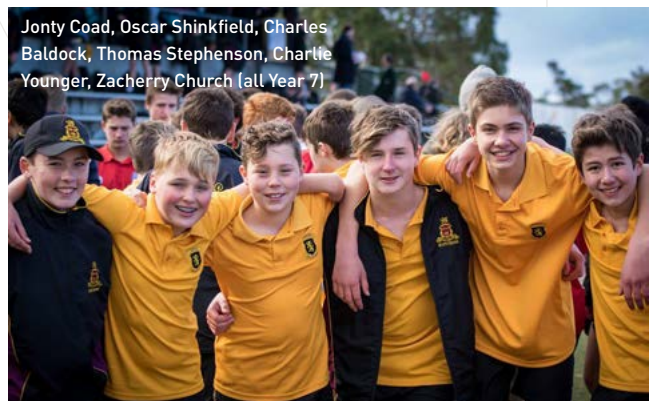 Jonty Coad, Oscar Shinkfield, Charles
Baldock, Thomas Stephenson, Charlie
Younger, Zacherry Church (all Year 7)